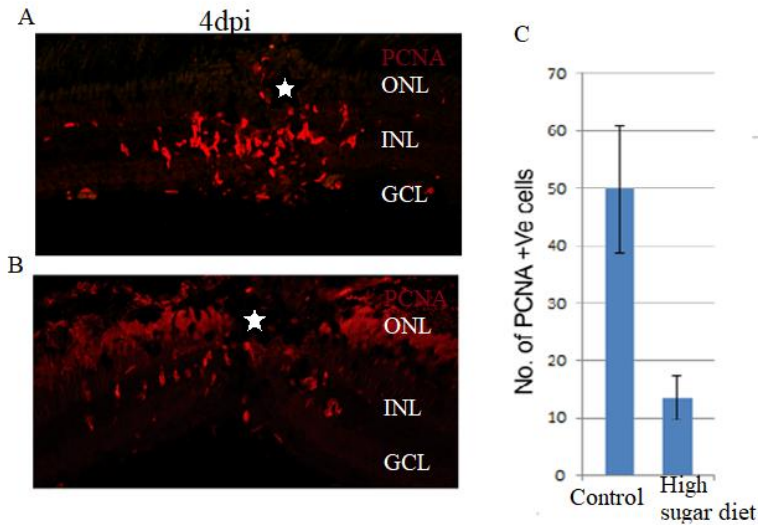 A
4dpi
PCNA
ONL
INL
GCL
B
PCNA
ONL
INL
GCL
C
No. of PCNA +Ve cells
70
60
50
40
30
20
10
0
Control
High
sugar diet